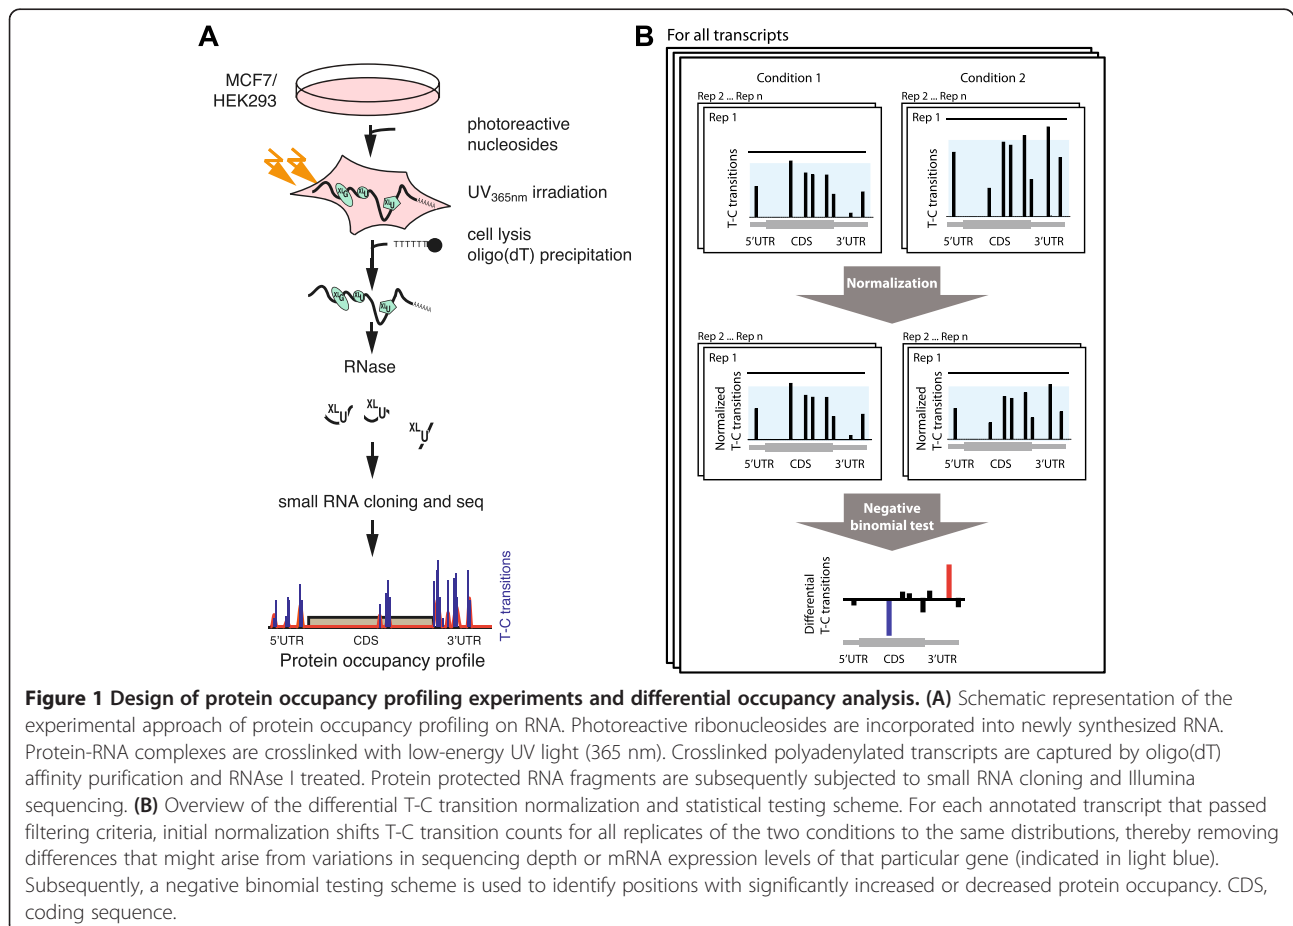 A
MCF7/
HEK293
photoreactive
nucleosides
UV365nm irradiation
XL
G
XL
U
XL
U
AAAAAA
cell lysis
oligo(dT) precipitation
TTTTTT
XL
G
XL
U
XL
U
AAAAAA
RNase
XL
U
XL
U
XL
U
small RNA cloning and seq
T-C transitions
5'UTR CDS 3'UTR
Protein occupancy profile
B For all transcripts
Condition 1 Condition 2
Rep 2 ... Rep n Rep 2 ... Rep n
Rep 1 Rep 1
T-C transitions T-C transitions
5'UTR CDS 3'UTR 5'UTR CDS 3'UTR
Normalization
Rep 2 ... Rep n Rep 2 ... Rep n
Rep 1 Rep 1
Normalized
T-C transitions
Normalized
T-C transitions
5'UTR CDS 3'UTR 5'UTR CDS 3'UTR
Negative
binomial test
Differential
T-C transitions
5'UTR CDS 3'UTR
Figure 1 Design of protein occupancy profiling experiments and differential occupancy analysis. (A) Schematic representation of the
experimental approach of protein occupancy profiling on RNA. Photoreactive ribonucleosides are incorporated into newly synthesized RNA.
Protein-RNA complexes are crosslinked with low-energy UV light (365 nm). Crosslinked polyadenylated transcripts are captured by oligo(dT)
affinity purification and RNAse I treated. Protein protected RNA fragments are subsequently subjected to small RNA cloning and Illumina
sequencing. (B) Overview of the differential T-C transition normalization and statistical testing scheme. For each annotated transcript that passed
filtering criteria, initial normalization shifts T-C transition counts for all replicates of the two conditions to the same distributions, thereby removing
differences that might arise from variations in sequencing depth or mRNA expression levels of that particular gene (indicated in light blue).
Subsequently, a negative binomial testing scheme is used to identify positions with significantly increased or decreased protein occupancy. CDS,
coding sequence.